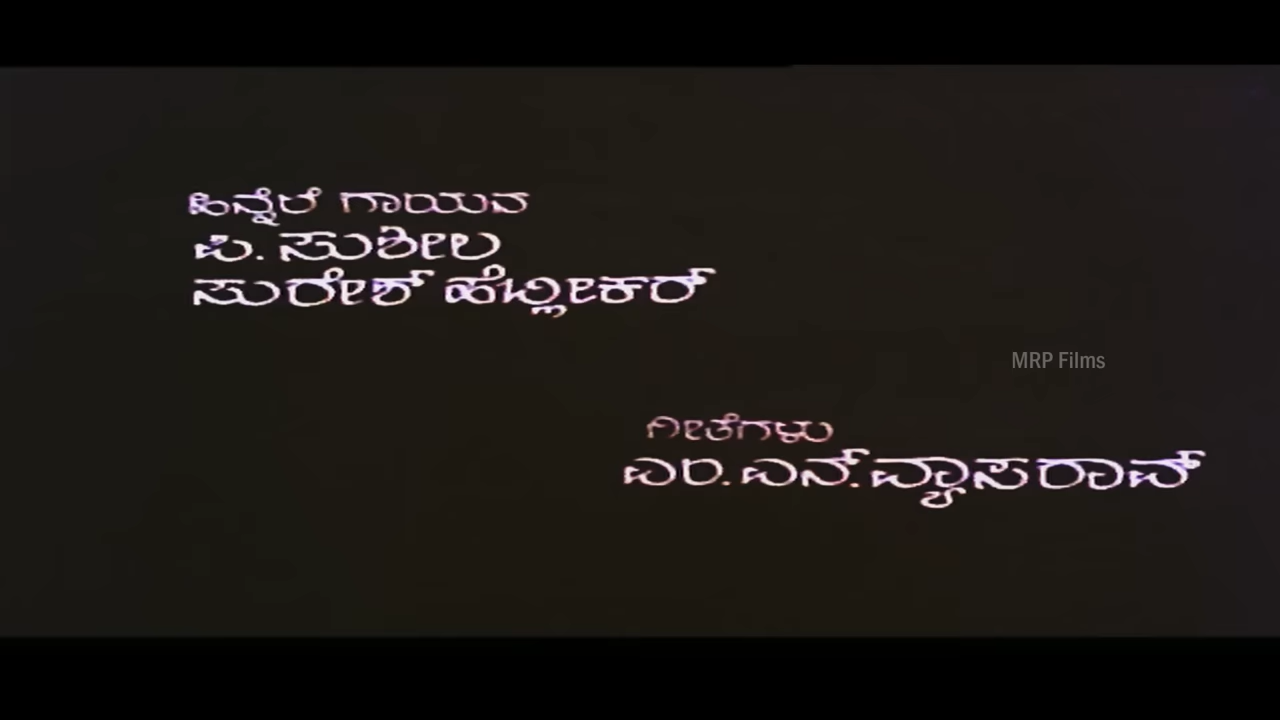 ಹಿನ್ನೆಲೆ ಗಾಯನ
ಪಿ. ಸುಶೀಲ
ಸುರೇಶ್ ಹೆಬ್ಳೀಕರ್
MRP Films
ಗೀತೆಗಳು
ಎಂ. ಎನ್. ವ್ಯಾಸರಾವ್